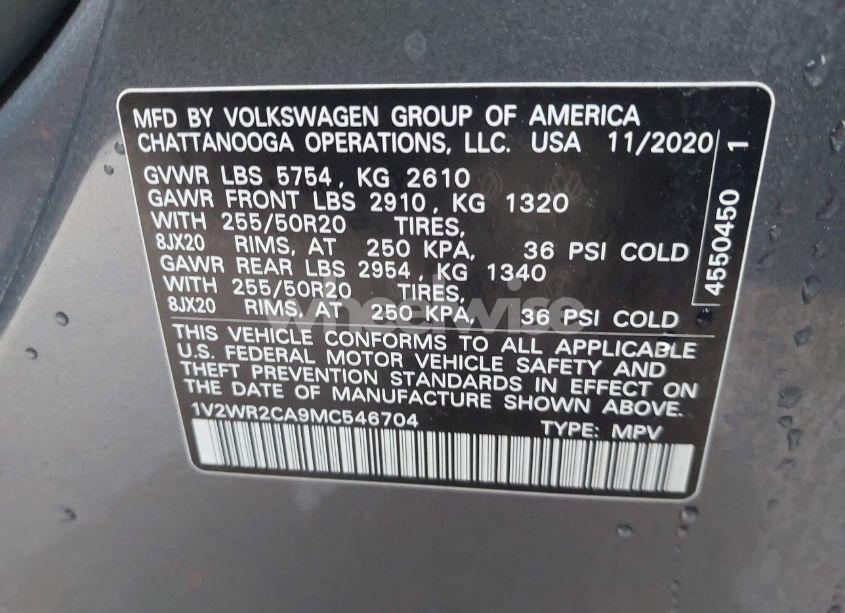 MFD BY VOLKSWAGEN GROUP OF AMERICA
CHATTANOOGA OPERATIONS, LLC. USA 11/2020
GVWR LBS 5754, KG 2610
GAWR FRONT LBS 2910, KG 1320
WITH 255/50R20 TIRES,
8JX20 RIMS, AT 250 KPA, 36 PSI COLD
GAWR REAR LBS 2954, KG 1340
WITH 255/50R20 TIRES,
8JX20 RIMS, AT 250 KPA, 36 PSI COLD
THIS VEHICLE CONFORMS TO ALL APPLICABLE
U.S. FEDERAL MOTOR VEHICLE SAFETY AND
THEFT PREVENTION STANDARDS IN EFFECT ON
THE DATE OF MANUFACTURE SHOWN ABOVE.
1V2WR2CA9MC546704 TYPE: MPV
4550450 1
wheelwise